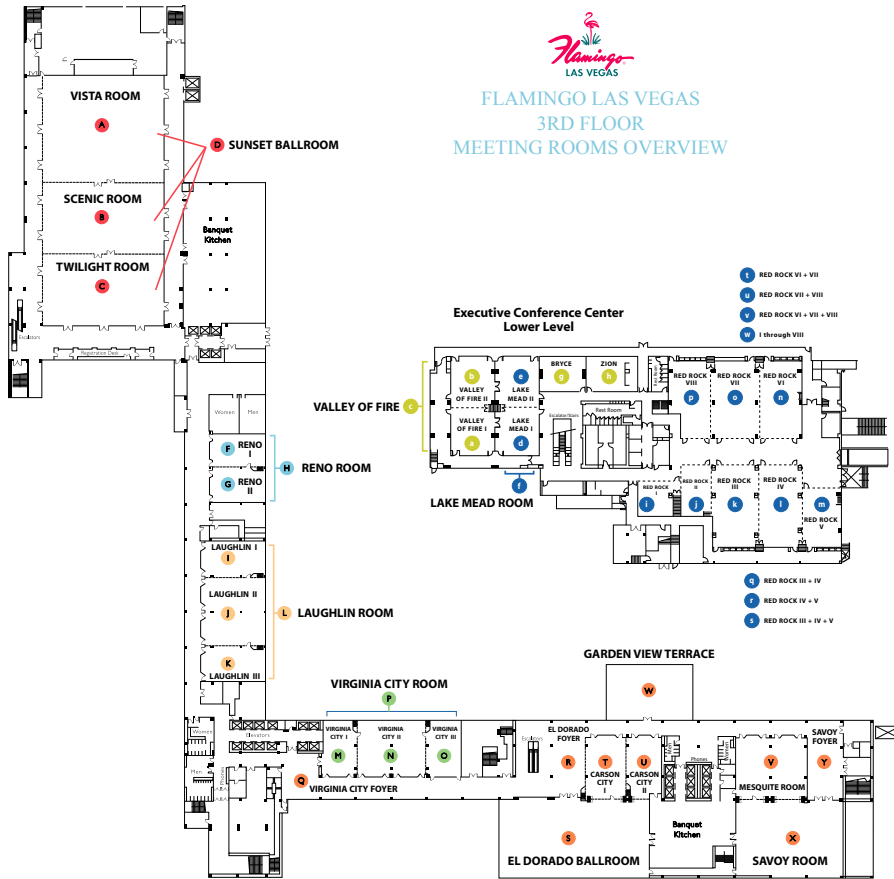 Flamingo
LAS VEGAS
FLAMINGO LAS VEGAS
3RD FLOOR
MEETING ROOMS OVERVIEW
VISTA ROOM
A
D SUNSET BALLROOM
SCENIC ROOM
B
Banquet
Kitchen
TWILIGHT ROOM
C
Escalators
Registration Desk
t RED ROCK VI + VII
u RED ROCK VII + VIII
v RED ROCK VI + VII + VIII
w I through VIII
Executive Conference Center
Lower Level
VALLEY OF FIRE c
b
VALLEY
OF FIRE II
VALLEY
OF FIRE I
a
e
LAKE
MEAD II
LAKE
MEAD I
d
BRYCE
g
ZION
h
Rest Room
Rest Room
Escalator/Stairs
RED ROCK
VIII
p
RED ROCK
VII
o
RED ROCK
VI
n
f
LAKE MEAD ROOM
RED ROCK
I
i
RED ROCK
II
j
RED ROCK
III
k
RED ROCK
IV
l
m
RED ROCK
V
q RED ROCK III + IV
r RED ROCK IV + V
s RED ROCK III + IV + V
Women
Men
F RENO
I
G RENO
II
H RENO ROOM
LAUGHLIN I
I
LAUGHLIN II
J
K
LAUGHLIN III
L LAUGHLIN ROOM
VIRGINIA CITY ROOM
P
Women
Elevators
Men
Phones
VIRGINIA
CITY I
M
VIRGINIA
CITY II
N
VIRGINIA
CITY III
O
Q
VIRGINIA CITY FOYER
GARDEN VIEW TERRACE
W
Escalators
EL DORADO
FOYER
R
T
CARSON
CITY
I
U
CARSON
CITY II
Men
Phones
Women
V
MESQUITE ROOM
SAVOY
FOYER
Y
S
EL DORADO BALLROOM
Banquet
Kitchen
X
SAVOY ROOM